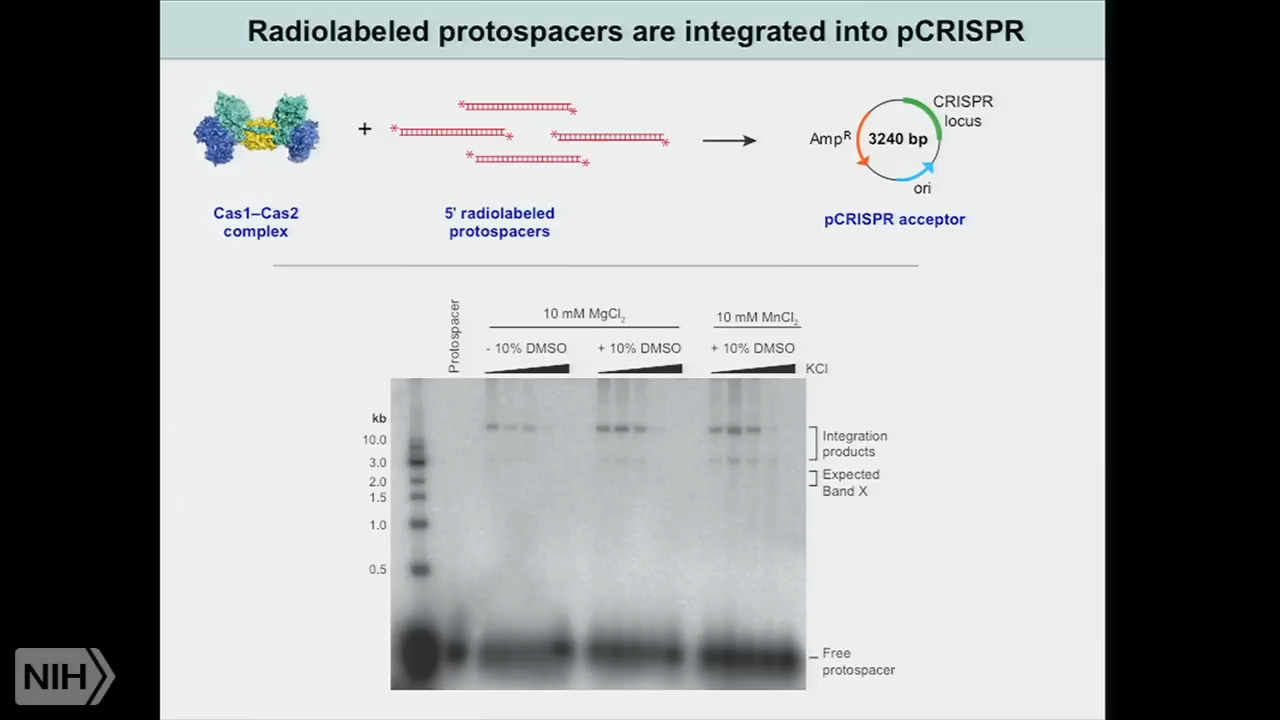 Radiolabeled protospacers are integrated into pCRISPR
+
Cas1–Cas2
complex
5' radiolabeled
protospacers
CRISPR
locus
AmpR
3240 bp
ori
pCRISPR acceptor
Protospacer
10 mM MgCl2
10 mM MnCl2
- 10% DMSO
+ 10% DMSO
+ 10% DMSO
KCl
kb
10.0
3.0
2.0
1.5
1.0
0.5
Integration
products
Expected
Band X
Free
protospacer
NIH